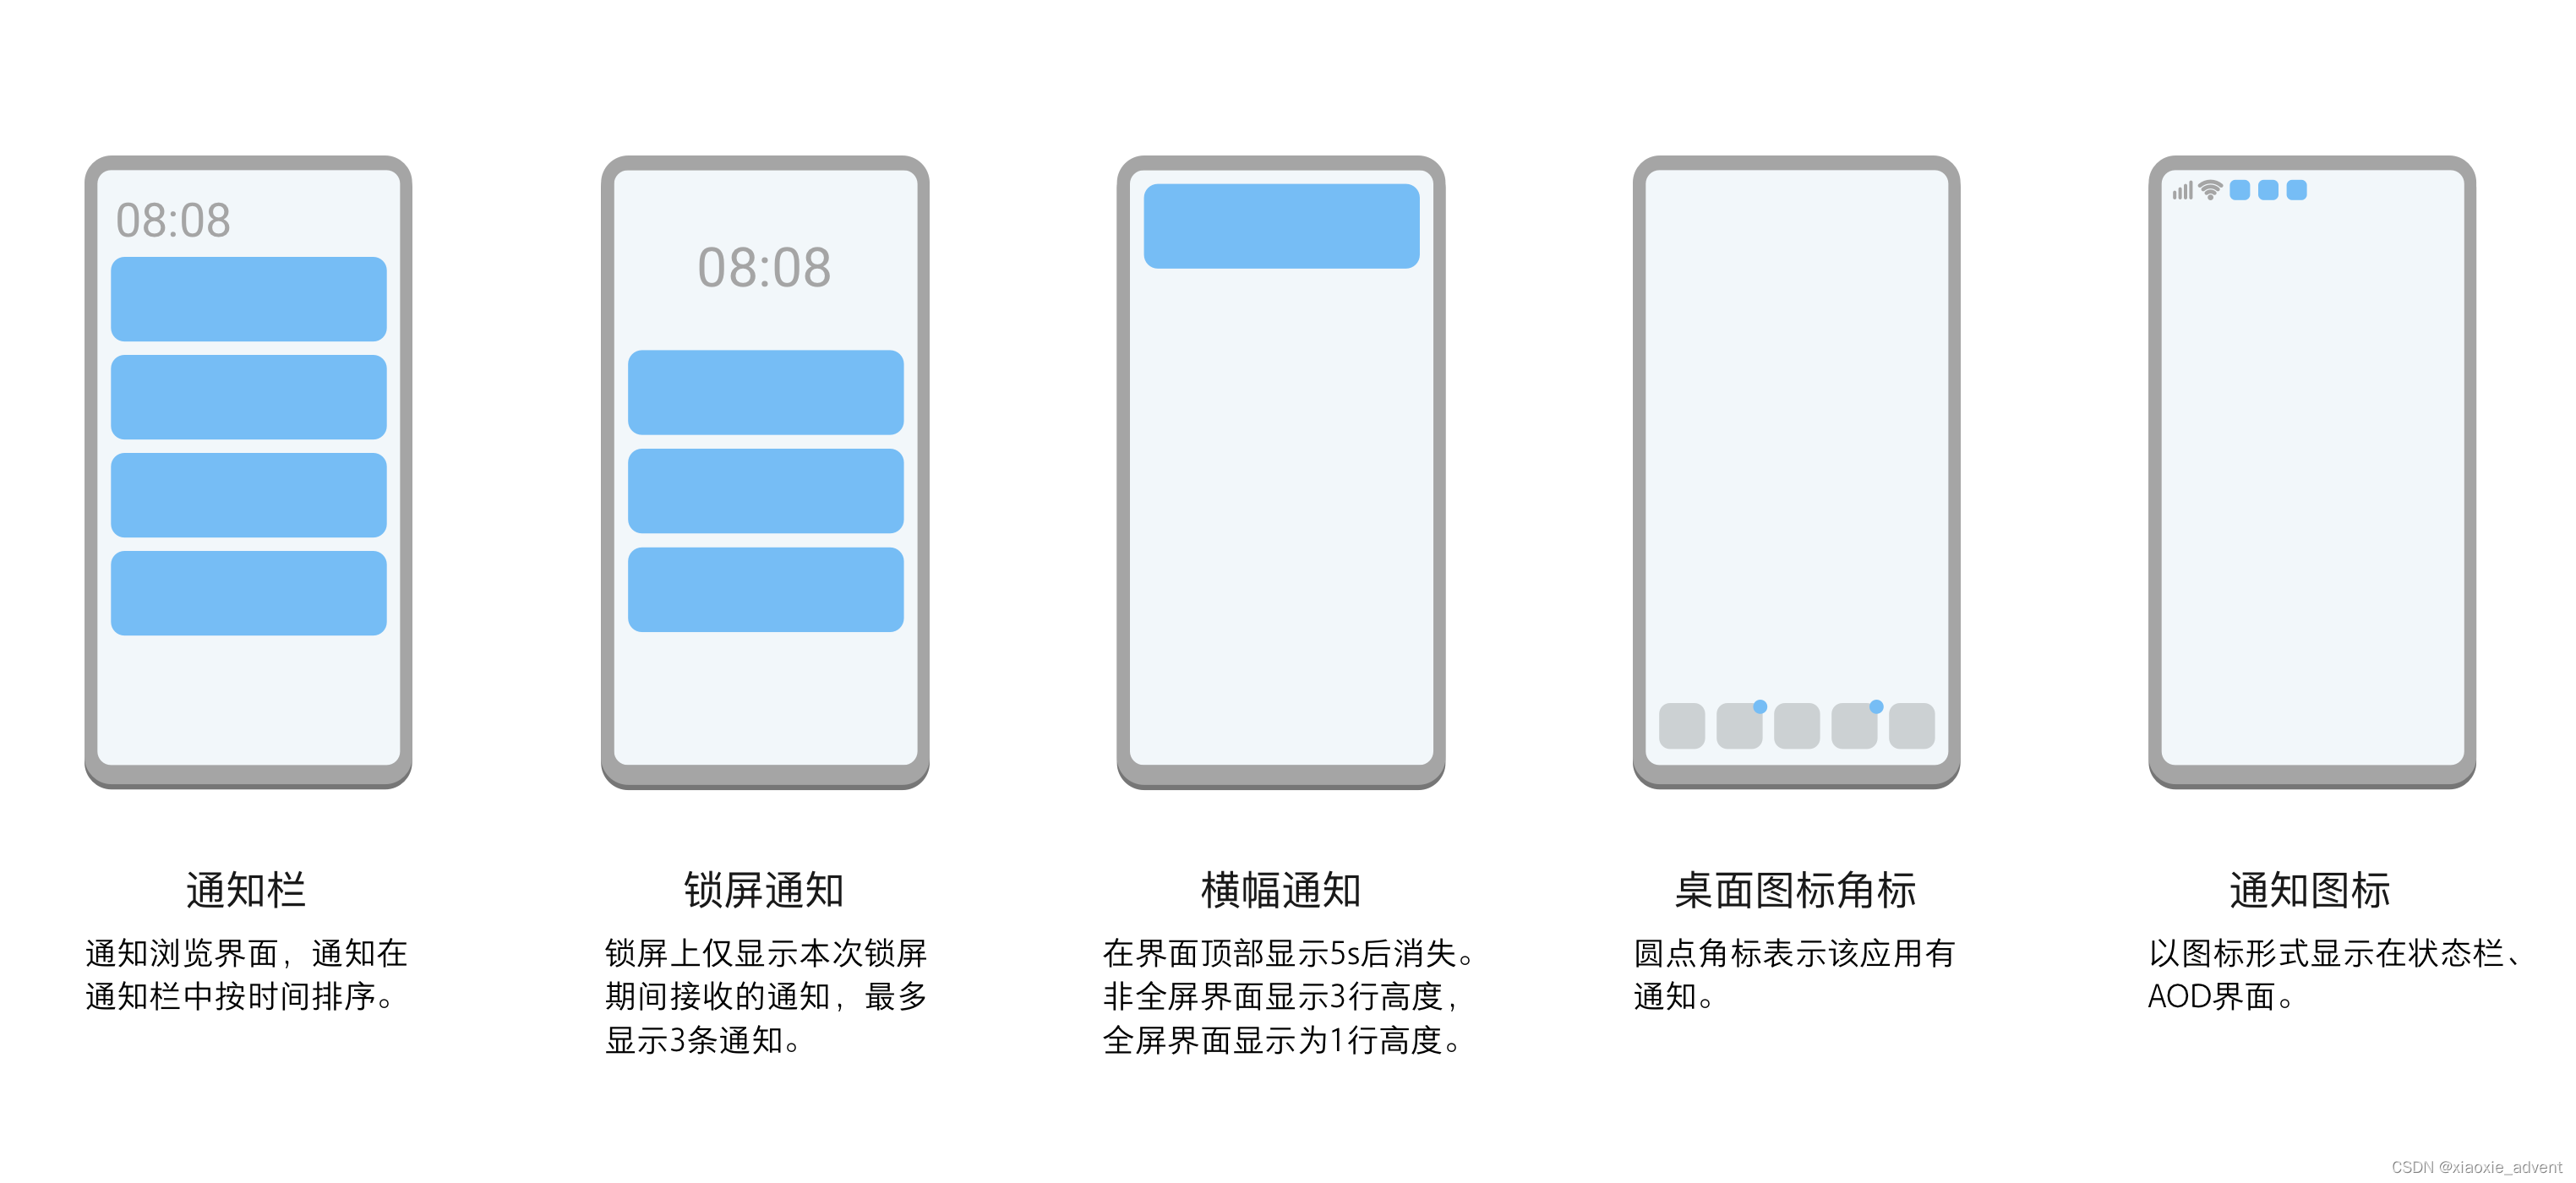 08:08
08:08
通知栏
通知浏览界面，通知在
通知栏中按时间排序。
锁屏通知
锁屏上仅显示本次锁屏
期间接收的通知，最多
显示3条通知。
横幅通知
在界面顶部显示5s后消失。
非全屏界面显示3行高度，
全屏界面显示为1行高度。
桌面图标角标
圆点角标表示该应用有
通知。
通知图标
以图标形式显示在状态栏、
AOD界面。
CSDN @xiaoxie_advent